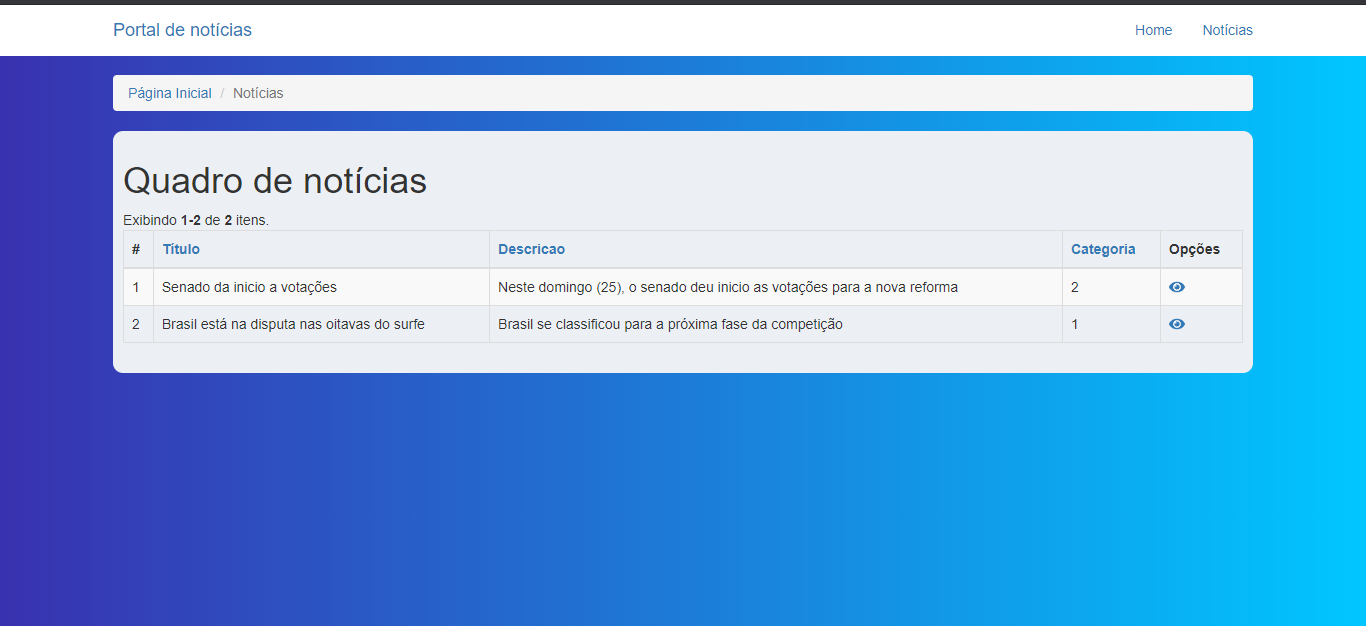 Portal de notícias Home Notícias
Página Inicial / Notícias
Quadro de notícias
Exibindo 1-2 de 2 itens.
# Título Descricao Categoria Opções
1 Senado da inicio a votações Neste domingo (25), o senado deu inicio as votações para a nova reforma 2
2 Brasil está na disputa nas oitavas do surfe Brasil se classificou para a próxima fase da competição 1